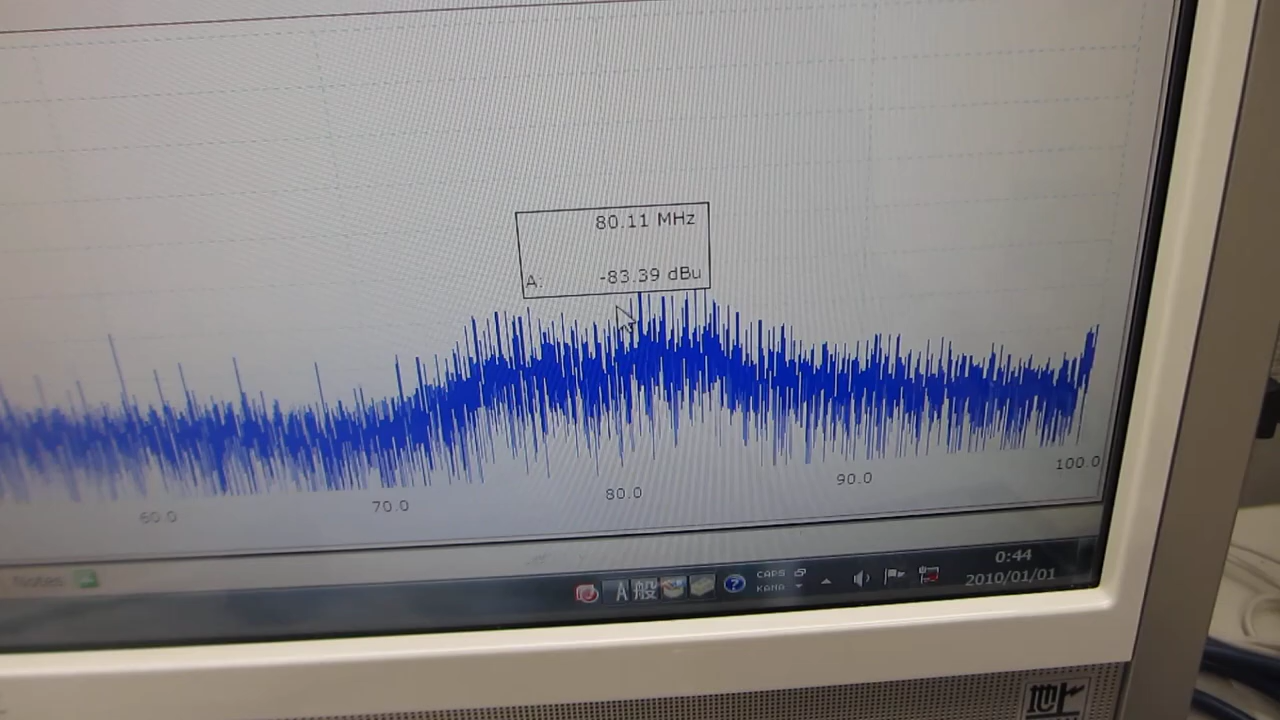 80.11 MHz
A: -83.39 dBu
60.0 70.0 80.0 90.0 100.0
Notes
A 般 ? CAPS KANA
0:44
2010/01/01